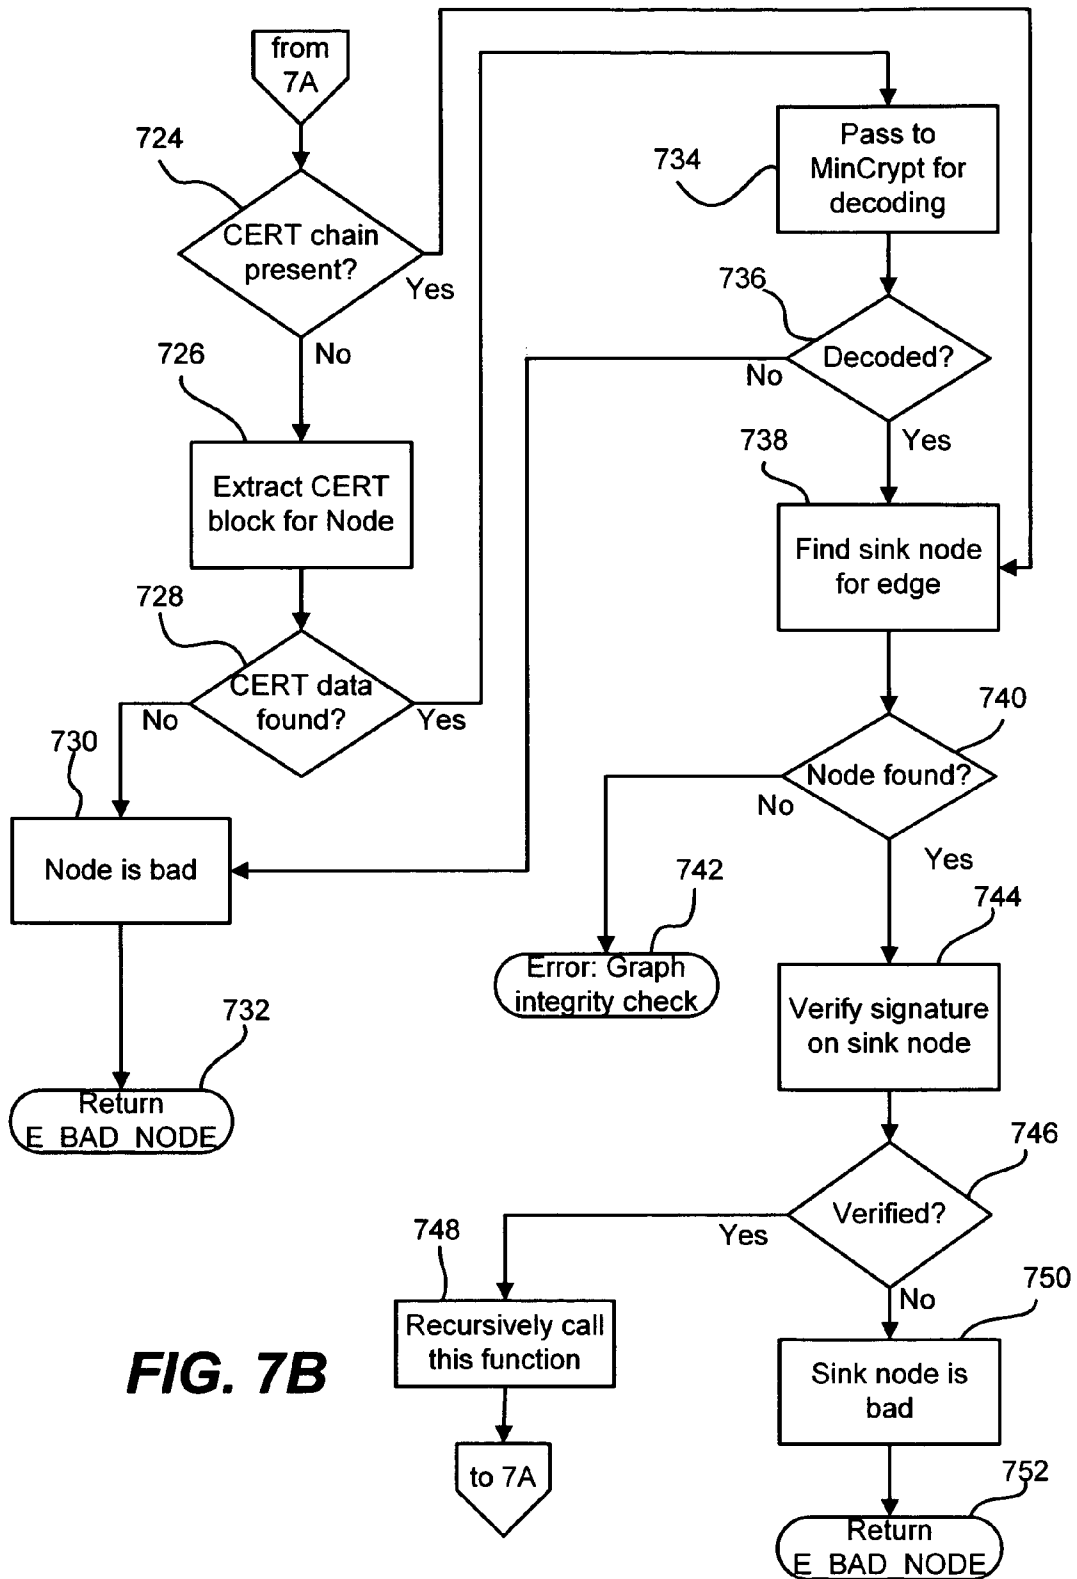 from
7A
724
CERT chain
present?
Yes
No
726
Extract CERT
block for Node
728
CERT data
found?
No
Yes
730
Node is bad
732
Return
E_BAD_NODE
734
Pass to
MinCrypt for
decoding
736
Decoded?
No
Yes
738
Find sink node
for edge
740
Node found?
No
Yes
742
Error: Graph
integrity check
744
Verify signature
on sink node
746
Verified?
Yes
No
748
Recursively call
this function
to 7A
750
Sink node is
bad
752
Return
E_BAD_NODE
FIG. 7B